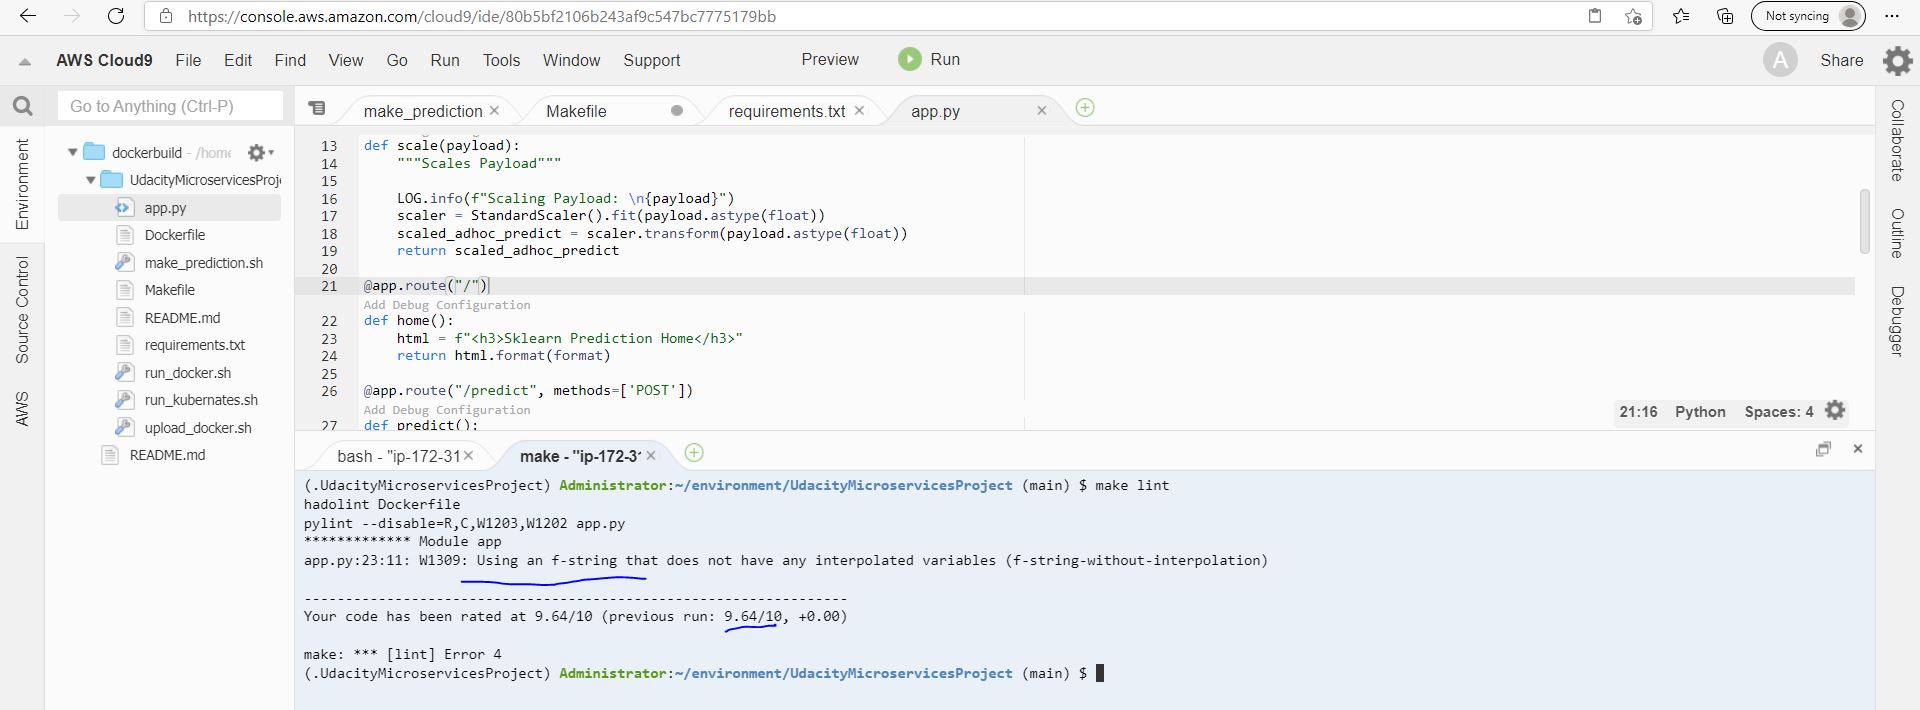 https://console.aws.amazon.com/cloud9/ide/80b5bf2106b243af9c547bc7775179bb
Not syncing
AWS Cloud9 File Edit Find View Go Run Tools Window Support Preview Run A Share
Go to Anything (Ctrl-P)
make_prediction
Makefile
requirements.txt
app.py
Environment
Source Control
AWS
Collaborate
Outline
Debugger
dockerbuild - /home
UdacityMicroservicesProj
app.py
Dockerfile
make_prediction.sh
Makefile
README.md
requirements.txt
run_docker.sh
run_kubernates.sh
upload_docker.sh
README.md
13 def scale(payload):
14 """Scales Payload"""
15
16 LOG.info(f"Scaling Payload: \n{payload}")
17 scaler = StandardScaler().fit(payload.astype(float))
18 scaled_adhoc_predict = scaler.transform(payload.astype(float))
19 return scaled_adhoc_predict
20
21 @app.route("/")
Add Debug Configuration
22 def home():
23 html = f"<h3>Sklearn Prediction Home</h3>"
24 return html.format(format)
25
26 @app.route("/predict", methods=['POST'])
Add Debug Configuration
27 def predict():
21:16 Python Spaces: 4
bash - "ip-172-31
make - "ip-172-3
(.UdacityMicroservicesProject) Administrator:~/environment/UdacityMicroservicesProject (main) $ make lint
hadolint Dockerfile
pylint --disable=R,C,W1203,W1202 app.py
************* Module app
app.py:23:11: W1309: Using an f-string that does not have any interpolated variables (f-string-without-interpolation)
------------------------------------------------------------------
Your code has been rated at 9.64/10 (previous run: 9.64/10, +0.00)
make: *** [lint] Error 4
(.UdacityMicroservicesProject) Administrator:~/environment/UdacityMicroservicesProject (main) $